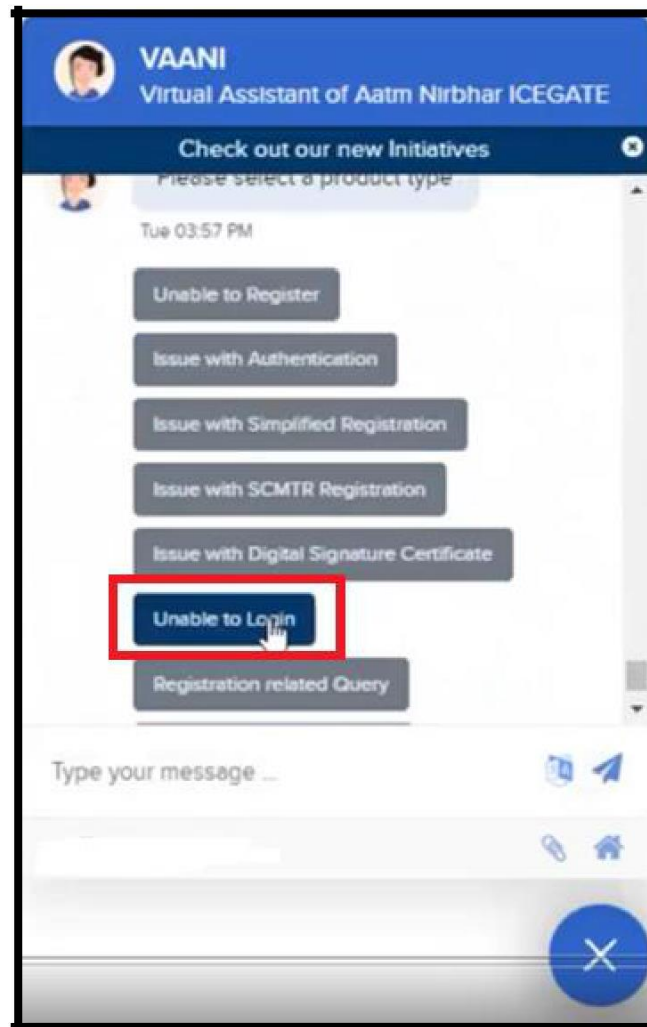 VAANI
Virtual Assistant of Aatm Nirbhar ICEGATE
Check out our new Initiatives
Please select a product type
Tue 03:57 PM
Unable to Register
Issue with Authentication
Issue with Simplified Registration
Issue with SCMTR Registration
Issue with Digital Signature Certificate
Unable to Login
Registration related Query
Type your message ...